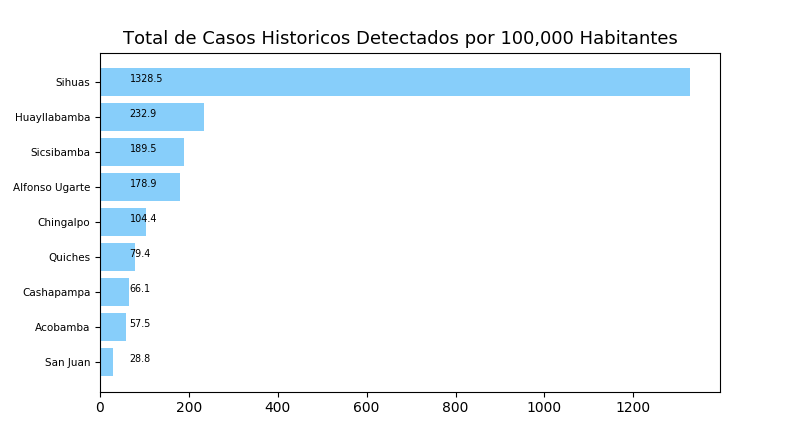 Total de Casos Historicos Detectados por 100,000 Habitantes
Sihuas 1328.5
Huayllabamba 232.9
Sicsibamba 189.5
Alfonso Ugarte 178.9
Chingalpo 104.4
Quiches 79.4
Cashapampa 66.1
Acobamba 57.5
San Juan 28.8
0 200 400 600 800 1000 1200